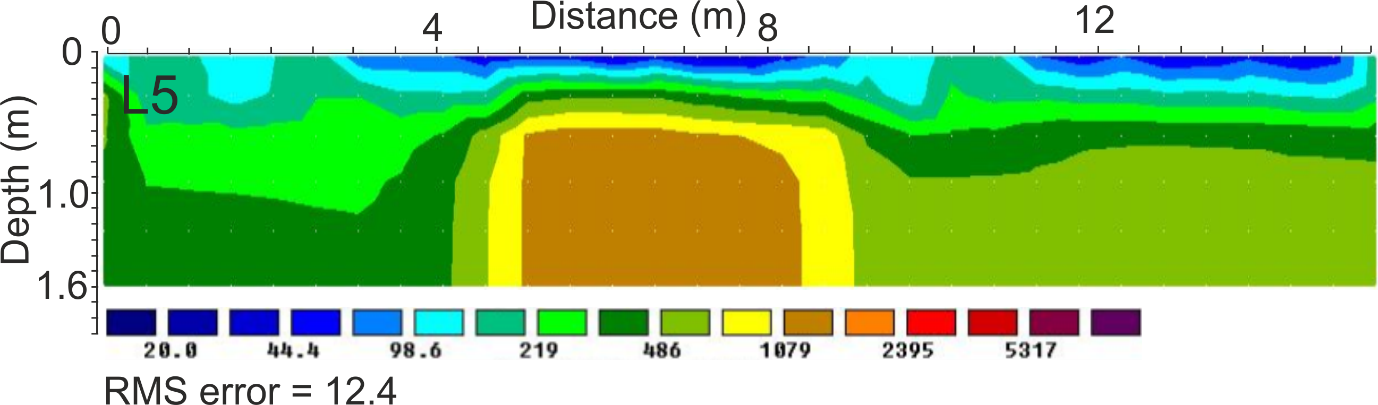 Distance (m)
0 4 8 12
0
L5
Depth (m)
1.0
1.6
20.0 44.4 98.6 219 486 1079 2395 5317
RMS error = 12.4